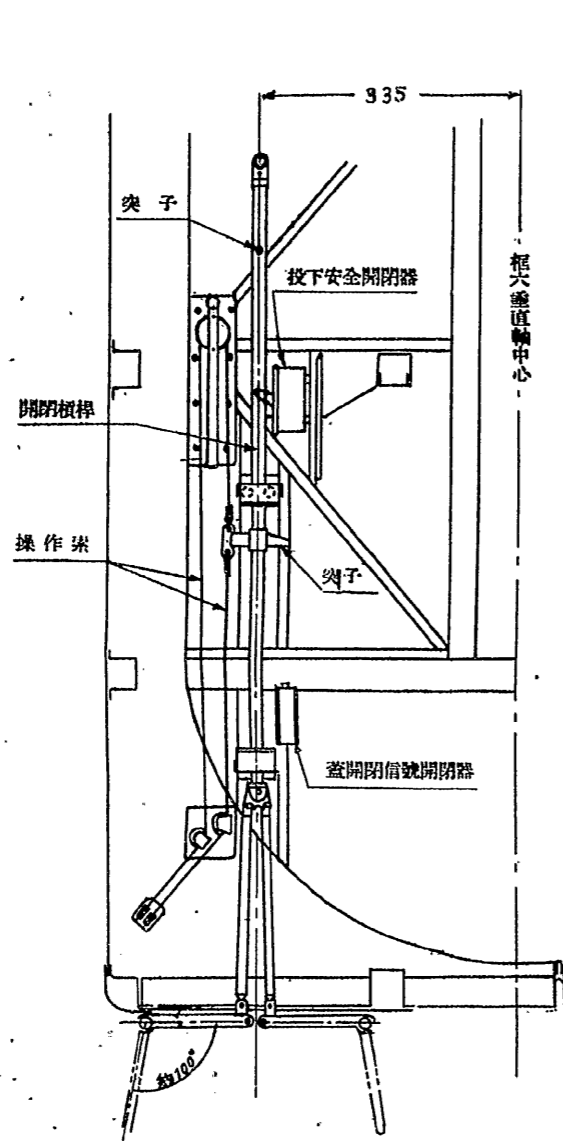 335
突子
投下安全開閉器
框六垂直軸中心
開閉槓桿
操作索
突子
蓋開閉信號開閉器
約100°